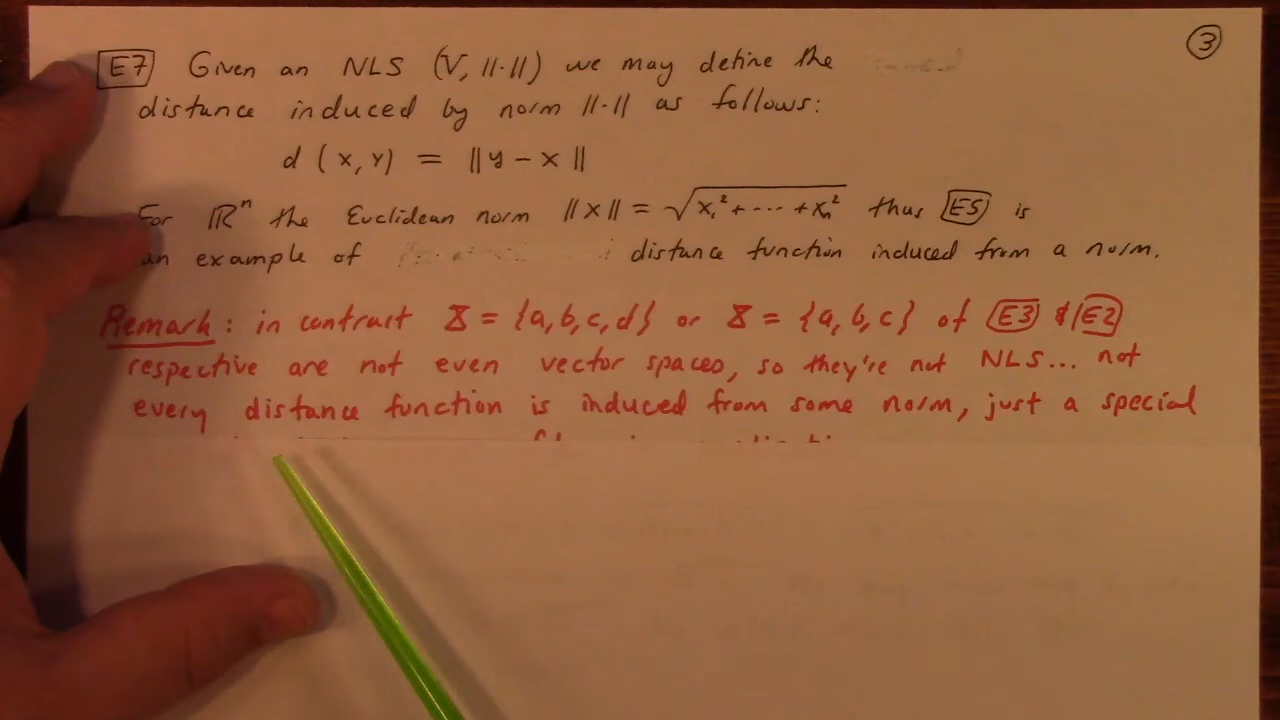 ③
E7 Given an NLS (V, ||·||) we may define the
distance induced by norm ||·|| as follows:
d (x, y) = ||y - x||
For ℝⁿ the Euclidean norm ||x|| = √(x₁² + ··· + xₙ²) thus E5 is
an example of distance function induced from a norm.
Remark: in contract X = {a, b, c, d} or X = {a, b, c} of E3 & E2
respective are not even vector spaces, so they're not NLS... not
every distance function is induced from some norm, just a special